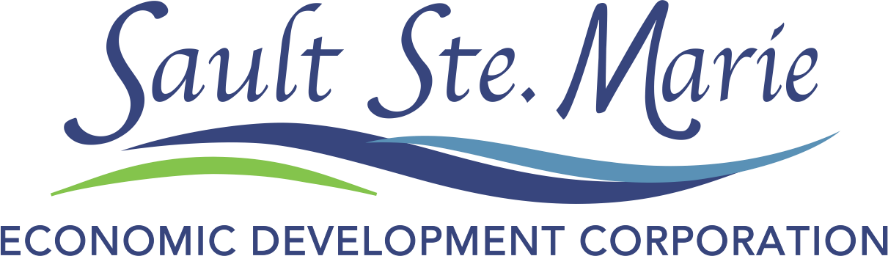 Sault Ste. Marie
ECONOMIC DEVELOPMENT CORPORATION